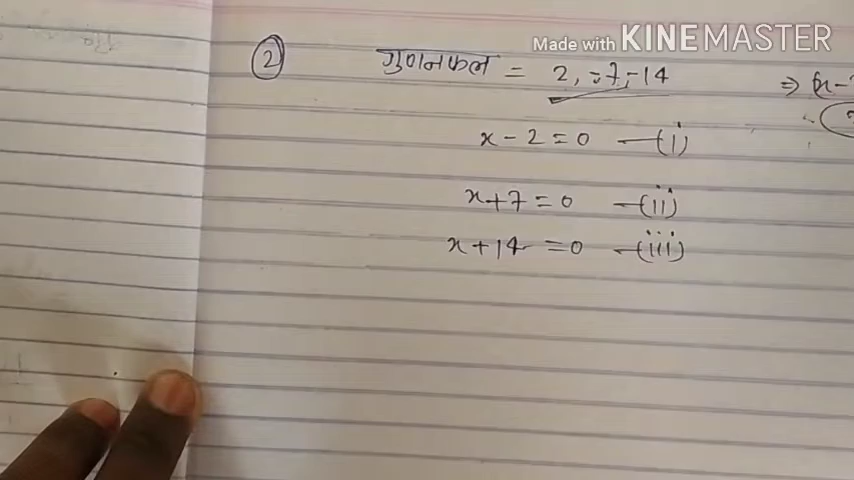 Made with KINEMASTER
② गुणनफल = 2, -7, -14
⇒ (x-
x - 2 = 0 —(i)
x + 7 = 0 —(ii)
x + 14 = 0 —(iii)